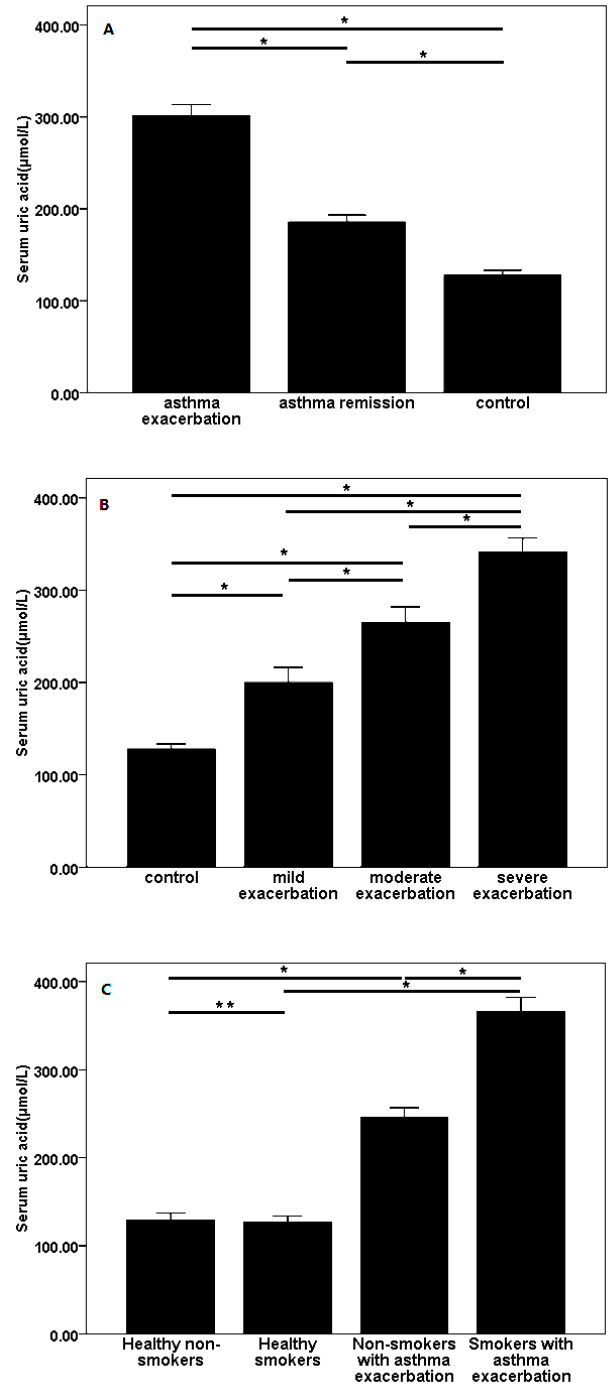 A
Serum uric acid(µmol/L)
400.00
300.00
200.00
100.00
0.00
*
*
*
asthma
exacerbation
asthma remission
control
B
Serum uric acid(µmol/L)
400.00
300.00
200.00
100.00
0.00
*
*
*
*
*
*
control
mild
exacerbation
moderate
exacerbation
severe
exacerbation
C
Serum uric acid(µmol/L)
400.00
300.00
200.00
100.00
0.00
*
*
*
**
Healthy non-
smokers
Healthy
smokers
Non-smokers
with asthma
exacerbation
Smokers with
asthma
exacerbation